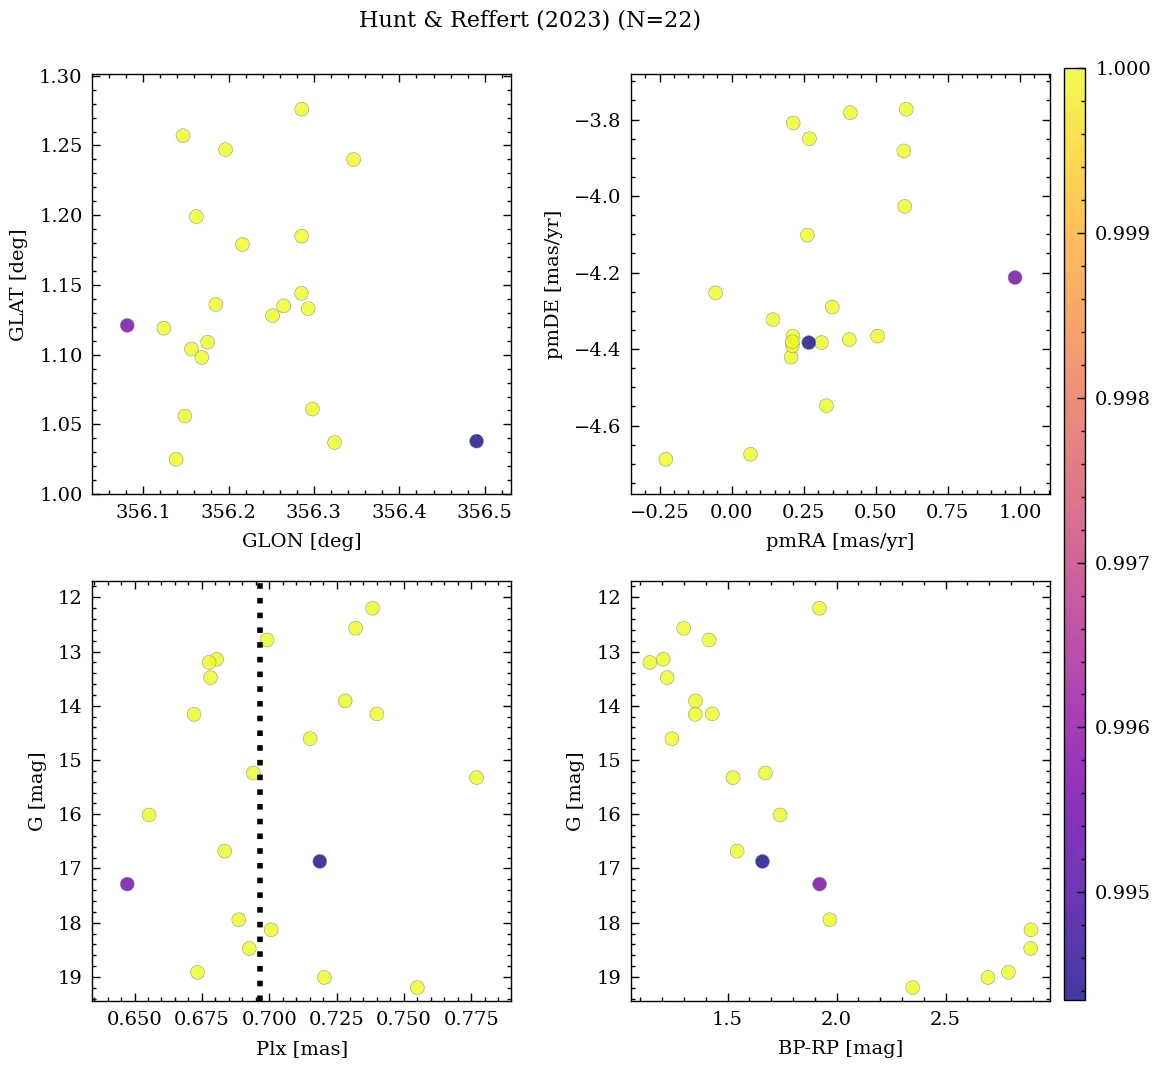 Hunt & Reffert (2023) (N=22)
1.30
1.25
1.20
1.15
1.10
1.05
1.00
GLAT [deg]
356.1 356.2 356.3 356.4 356.5
GLON [deg]
−3.8
−4.0
−4.2
−4.4
−4.6
pmDE [mas/yr]
−0.25 0.00 0.25 0.50 0.75 1.00
pmRA [mas/yr]
1.000
0.999
0.998
0.997
0.996
0.995
12
13
14
15
16
17
18
19
G [mag]
0.650 0.675 0.700 0.725 0.750 0.775
Plx [mas]
12
13
14
15
16
17
18
19
G [mag]
1.5 2.0 2.5
BP-RP [mag]